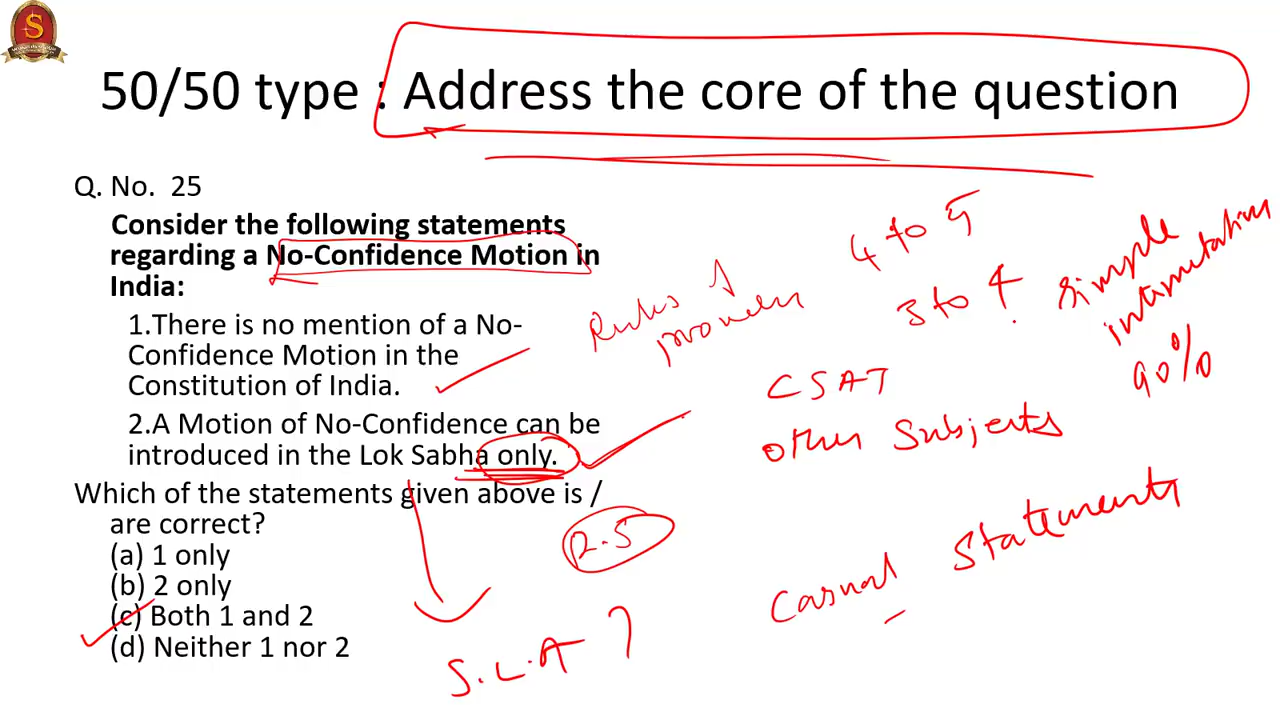 S
50/50 type : Address the core of the question
Q. No. 25
Consider the following statements
regarding a No-Confidence Motion in
India:
1.There is no mention of a No-
Confidence Motion in the
Constitution of India.
2.A Motion of No-Confidence can be
introduced in the Lok Sabha only.
Which of the statements given above is /
are correct?
(a) 1 only
(b) 2 only
(c) Both 1 and 2
(d) Neither 1 nor 2
Rules
4 to 5
3 to 4
simple
90%
CSAT
other Subjects
R.S
Casual Statements
S.L.A ?